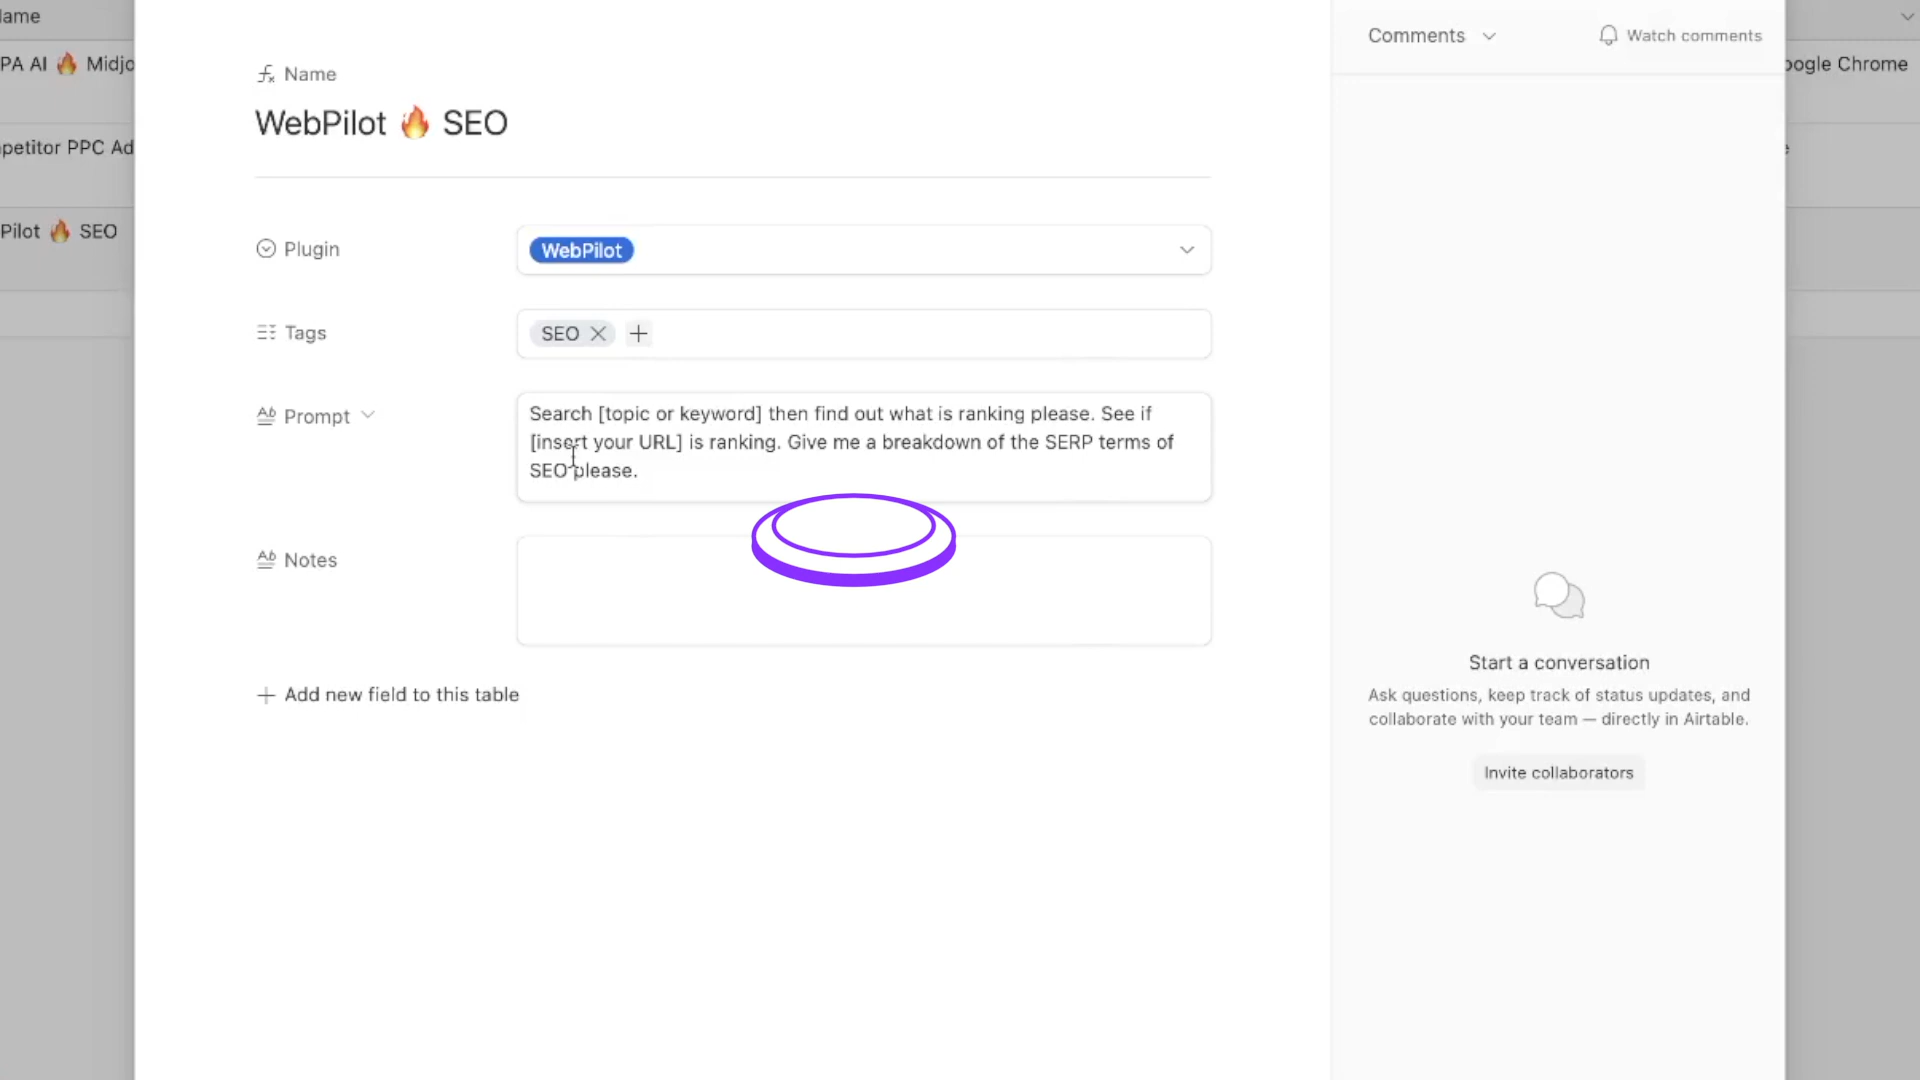 ame
Comments
Watch comments
PA AI 🔥 Midjo
Name
oogle Chrome
WebPilot 🔥 SEO
petitor PPC Ad
Pilot 🔥 SEO
Plugin
WebPilot
Tags
SEO
Prompt
Search [topic or keyword] then find out what is ranking please. See if
[insert your URL] is ranking. Give me a breakdown of the SERP terms of
SEO please.
Notes
Add new field to this table
Start a conversation
Ask questions, keep track of status updates, and
collaborate with your team — directly in Airtable.
Invite collaborators